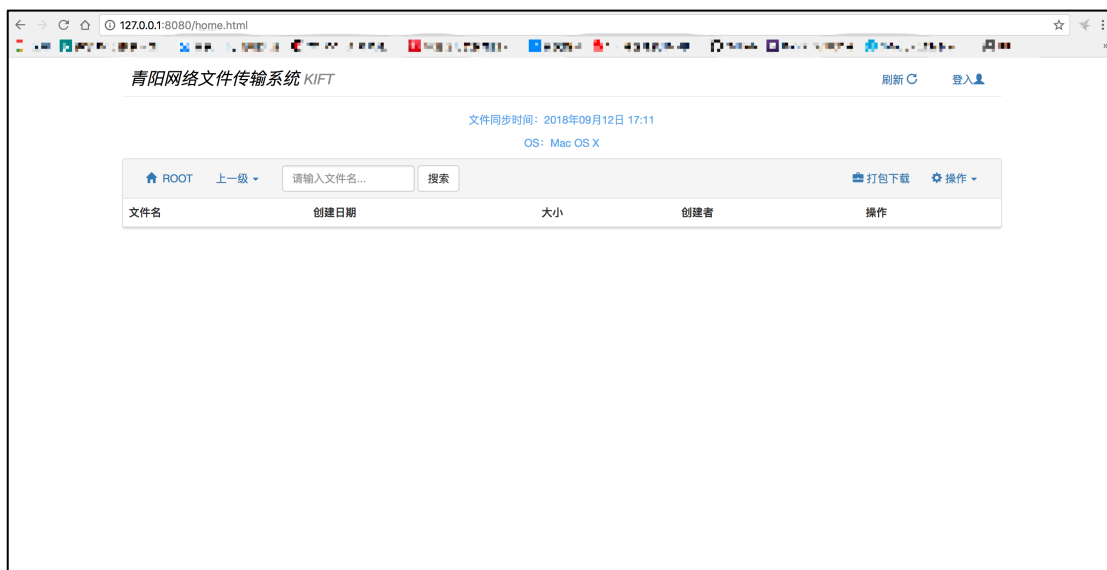 127.0.0.1:8080/home.html
青阳网络文件传输系统 KIFT 刷新 登入
文件同步时间：2018年09月12日 17:11
OS：Mac OS X
ROOT 上一级 请输入文件名... 搜索 打包下载 操作
文件名 创建日期 大小 创建者 操作